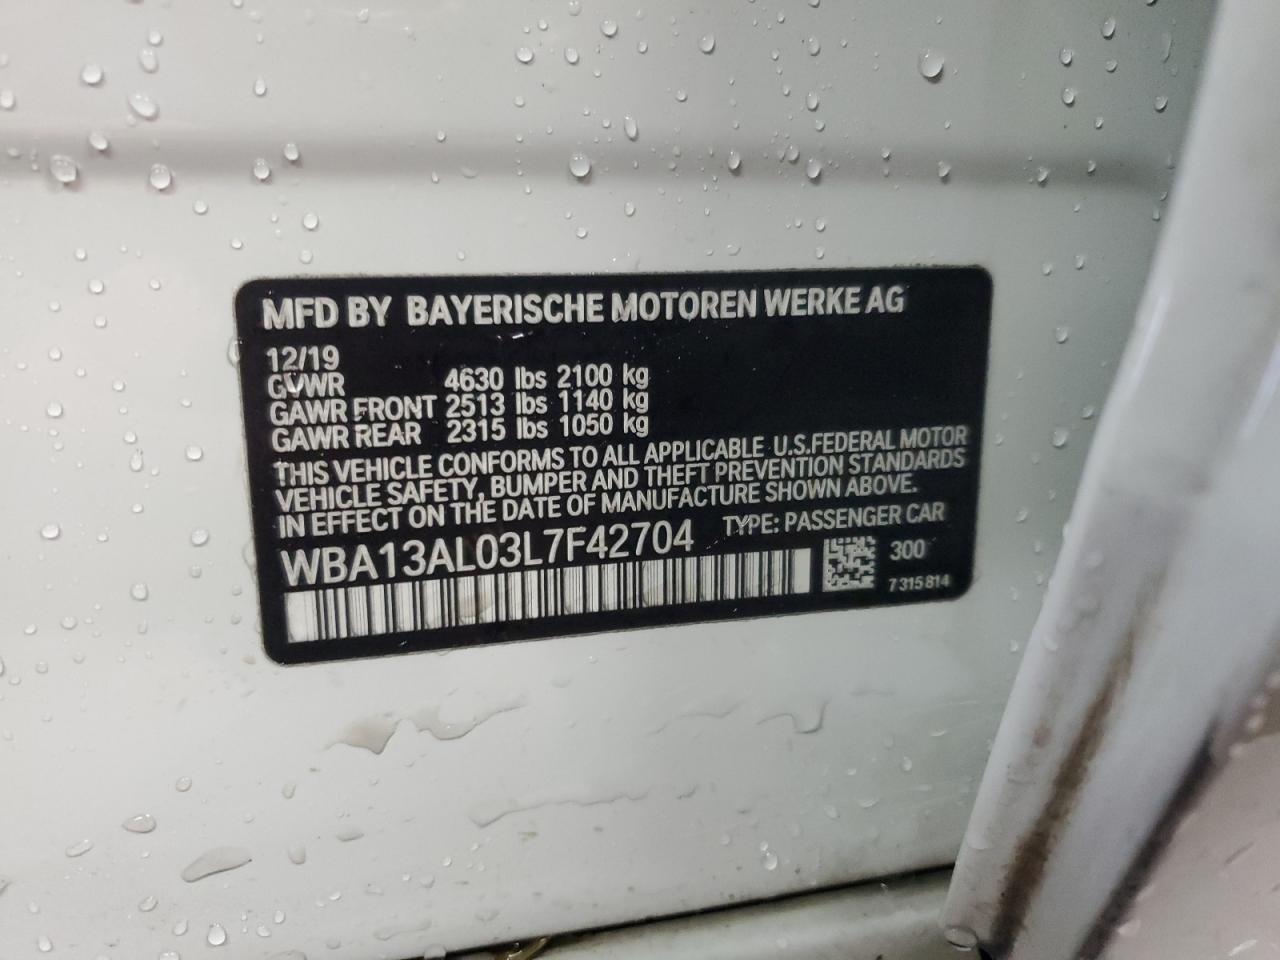 MFD BY BAYERISCHE MOTOREN WERKE AG
12/19
GVWR 4630 lbs 2100 kg
GAWR FRONT 2513 lbs 1140 kg
GAWR REAR 2315 lbs 1050 kg
THIS VEHICLE CONFORMS TO ALL APPLICABLE U.S.FEDERAL MOTOR
VEHICLE SAFETY, BUMPER AND THEFT PREVENTION STANDARDS
IN EFFECT ON THE DATE OF MANUFACTURE SHOWN ABOVE.
WBA13AL03L7F42704 TYPE: PASSENGER CAR
300
7315814